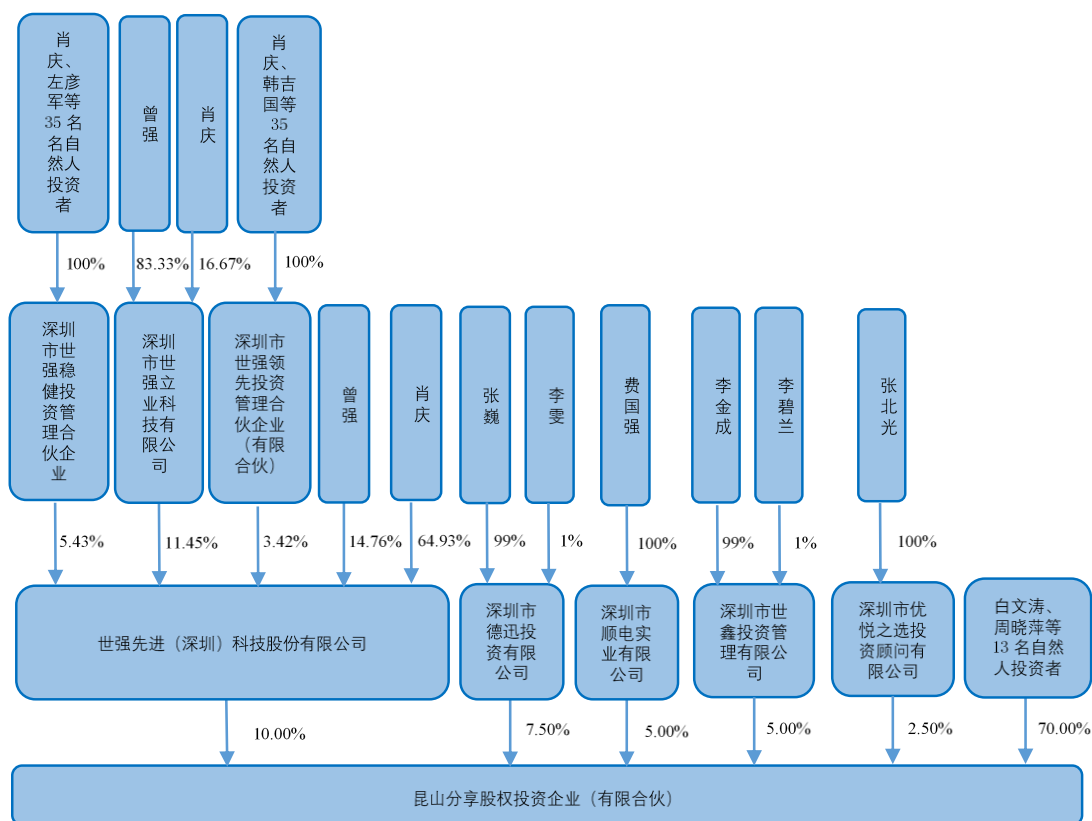 肖
庆、
左彦
军等
35 名
名自
然人
投资
者
曾
强
肖
庆
肖
庆、
韩吉
国等
35
名自
然人
投资
者
100%
83.33%
16.67%
100%
深圳
市世
强稳
健投
资管
理合
伙企
业
深圳
市世
强立
业科
技有
限公
司
深圳市
世强领
先投资
管理合
伙企业
（有限
合伙）
曾
强
肖
庆
张
巍
李
雯
费
国
强
李
金
成
李
碧
兰
张
北
光
5.43%
11.45%
3.42%
14.76%
64.93%
99%
1%
100%
99%
1%
100%
世强先进（深圳）科技股份有限公司
深圳市
德迅投
资有限
公司
深圳市
顺电实
业有限
公司
深圳市世
鑫投资管
理有限公
司
深圳市优
悦之选投
资顾问有
限公司
白文涛、
周晓萍等
13 名自然
人投资者
10.00%
7.50%
5.00%
5.00%
2.50%
70.00%
昆山分享股权投资企业（有限合伙）